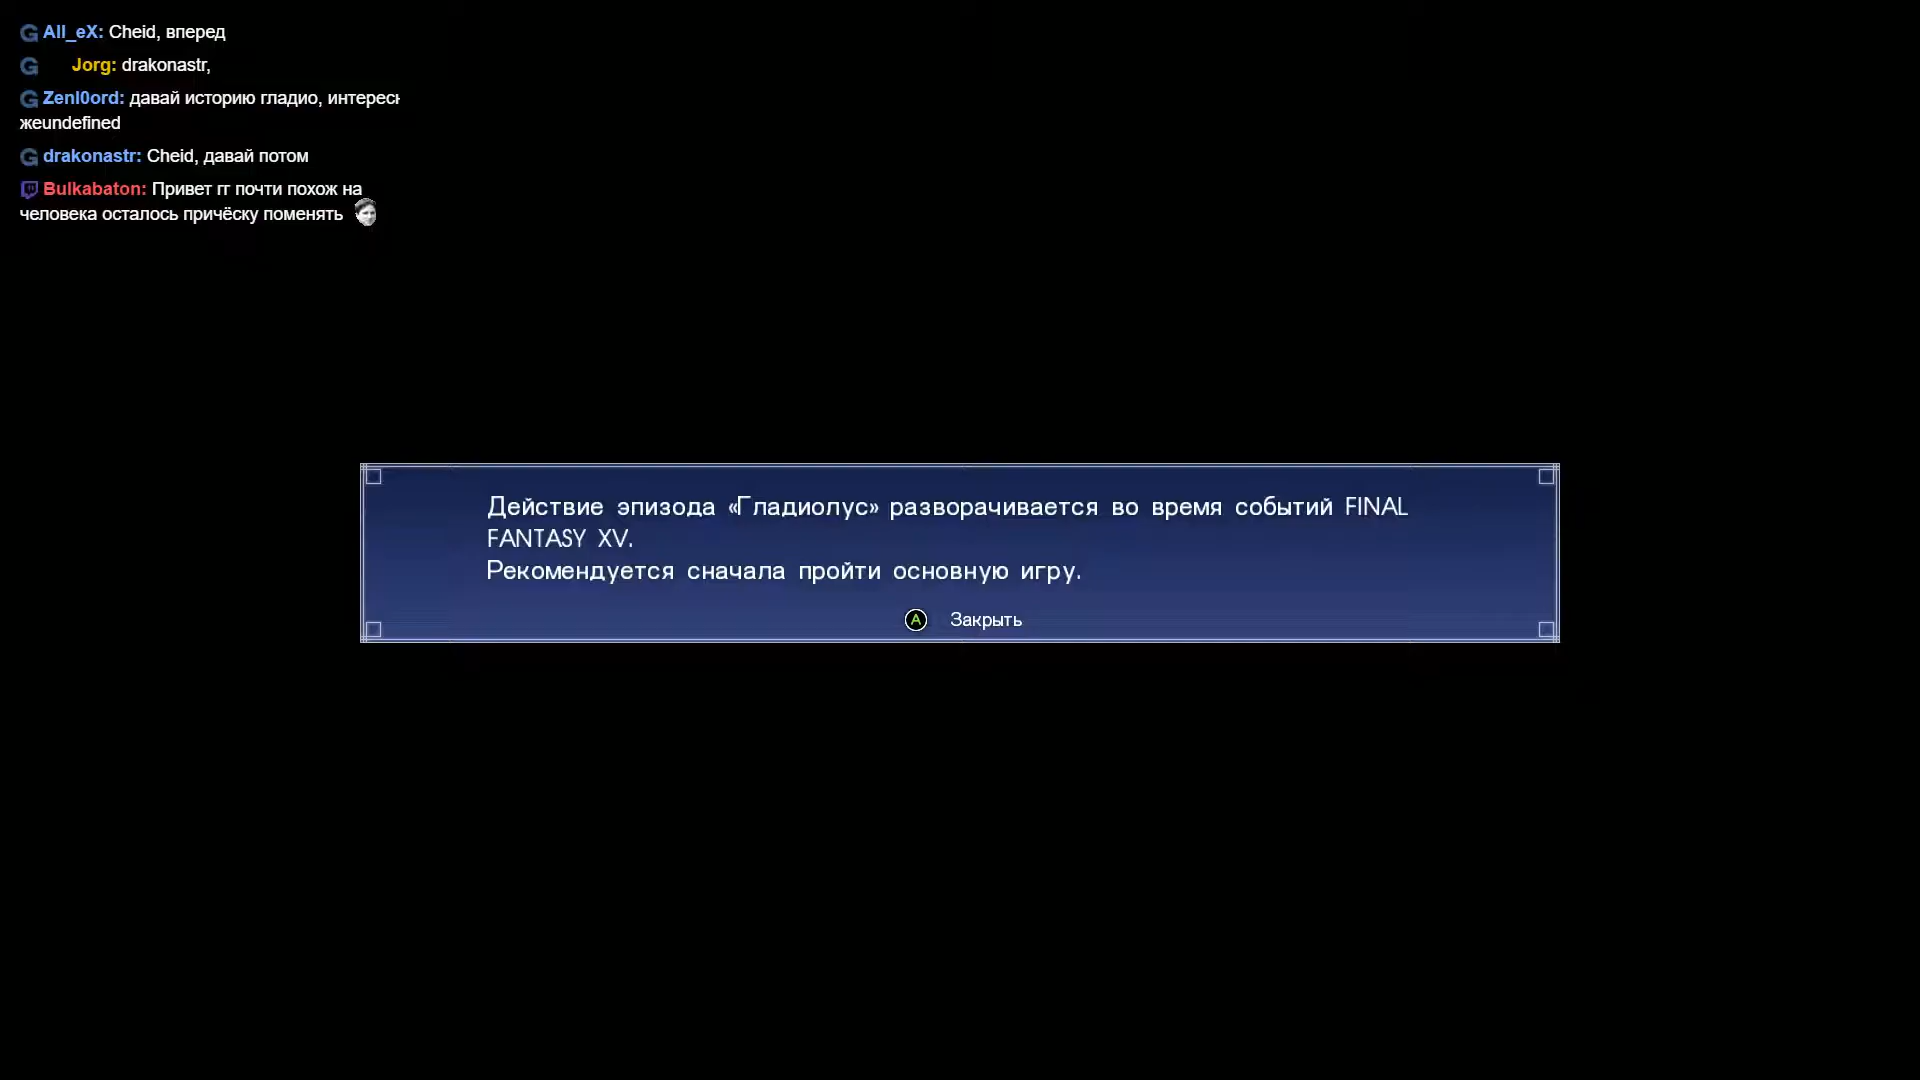 All_eX: Cheid, вперед
Jorg: drakonastr,
Zenl0ord: давай историю гладио, интересн
жеundefined
drakonastr: Cheid, давай потом
Bulkabaton: Привет гг почти похож на
человека осталось причёску поменять
Действие эпизода «Гладиолус» разворачивается во время событий FINAL
FANTASY XV.
Рекомендуется сначала пройти основную игру.
A Закрыть